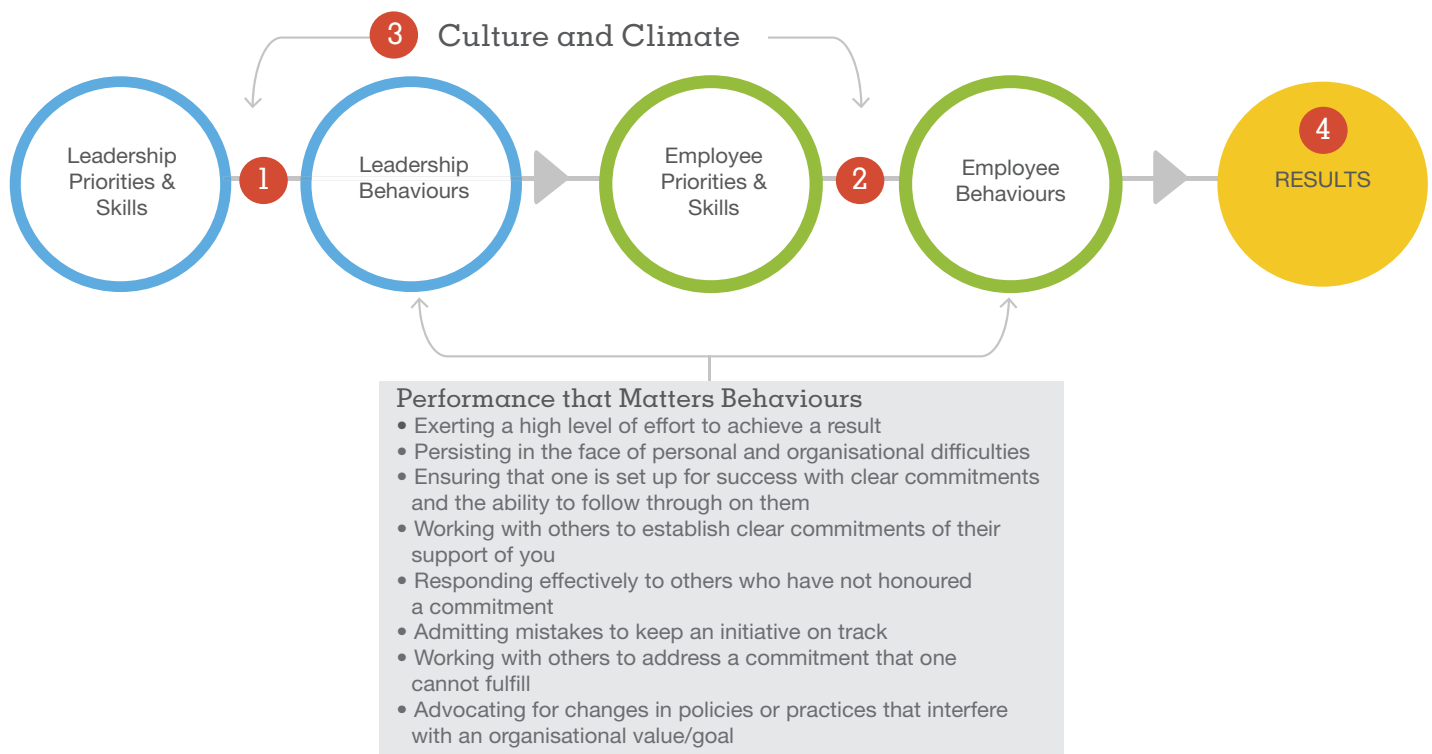 3 Culture and Climate
Leadership
Priorities &
Skills
1
Leadership
Behaviours
Employee
Priorities &
Skills
2
Employee
Behaviours
4
RESULTS
Performance that Matters Behaviours
• Exerting a high level of effort to achieve a result
• Persisting in the face of personal and organisational difficulties
• Ensuring that one is set up for success with clear commitments
and the ability to follow through on them
• Working with others to establish clear commitments of their
support of you
• Responding effectively to others who have not honoured
a commitment
• Admitting mistakes to keep an initiative on track
• Working with others to address a commitment that one
cannot fulfill
• Advocating for changes in policies or practices that interfere
with an organisational value/goal